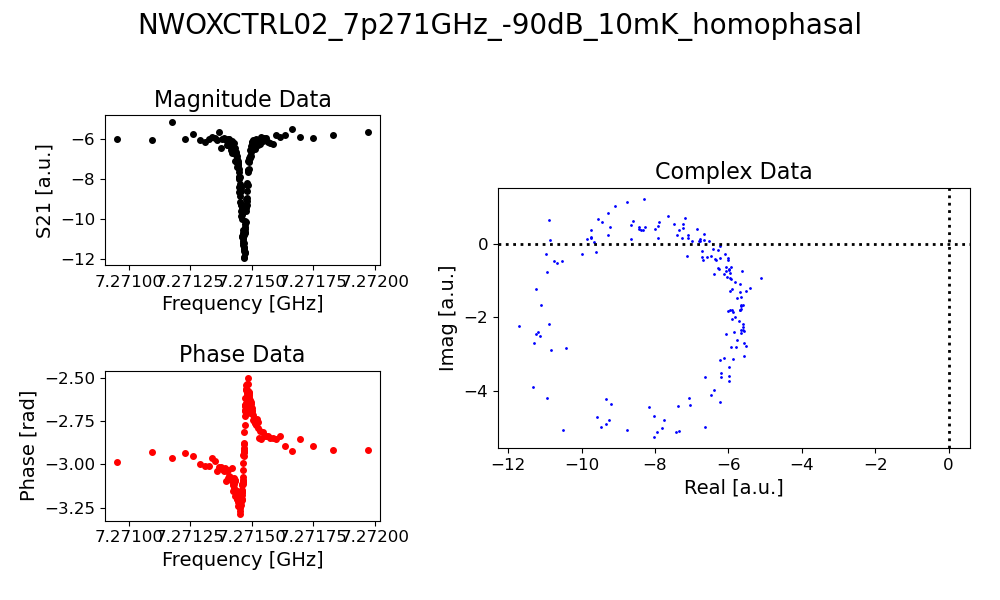 NWOXCTRL02_7p271GHz_-90dB_10mK_homophasal
Magnitude Data
S21 [a.u.]
−6
−8
−10
−12
7.27100 7.27125 7.27150 7.27175 7.27200
Frequency [GHz]
Phase Data
Phase [rad]
−2.50
−2.75
−3.00
−3.25
7.27100 7.27125 7.27150 7.27175 7.27200
Frequency [GHz]
Complex Data
Imag [a.u.]
0
−2
−4
−12 −10 −8 −6 −4 −2 0
Real [a.u.]